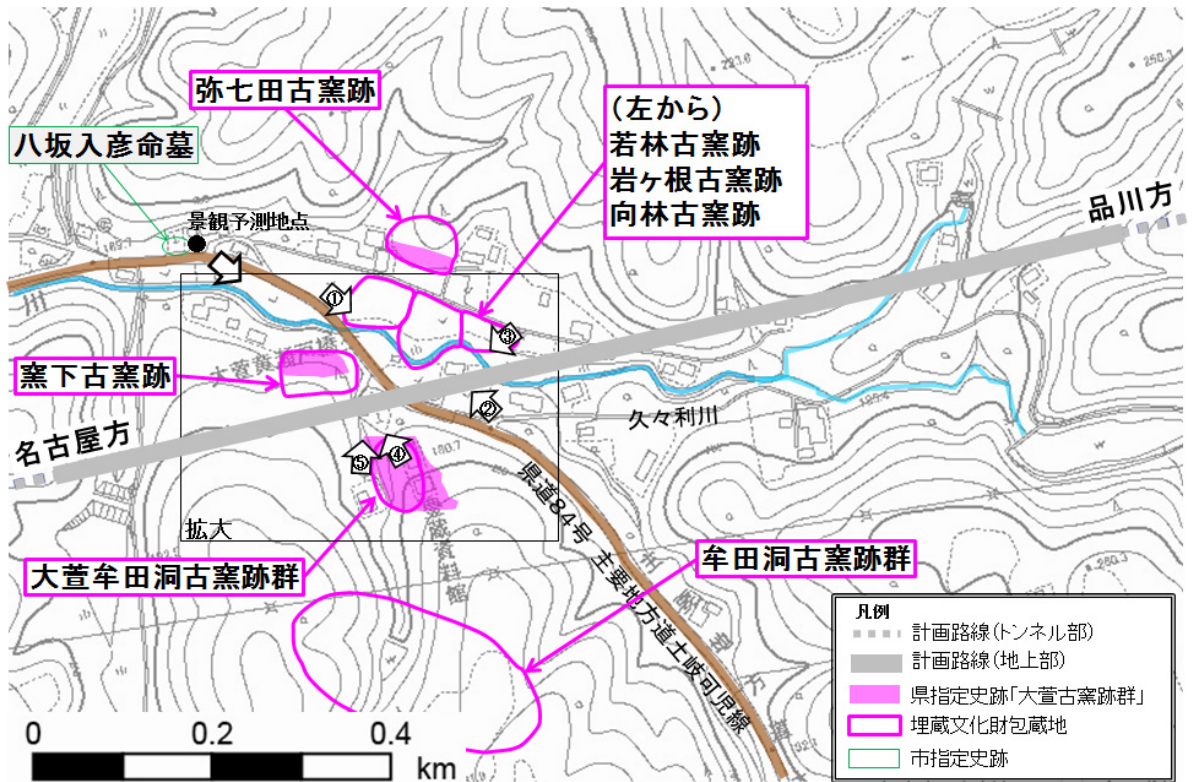 弥七田古窯跡
(左から)
若林古窯跡
岩ヶ根古窯跡
向林古窯跡
八坂入彦命墓
景観予測地点
品川方
①
③
窯下古窯跡
②
久々利川
名古屋方
⑤
④
県道84号 主要地方道土岐可児線
拡大
大萱牟田洞古窯跡群
牟田洞古窯跡群
凡例
計画路線(トンネル部)
計画路線(地上部)
県指定史跡「大萱古窯跡群」
埋蔵文化財包蔵地
市指定史跡
0
0.2
0.4
km